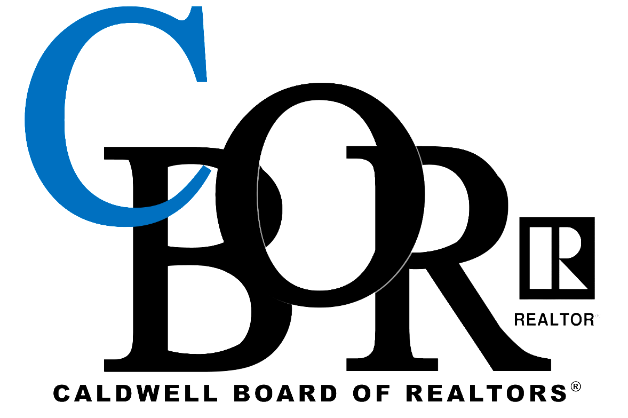 CBOR
R
REALTOR
CALDWELL BOARD OF REALTORS®